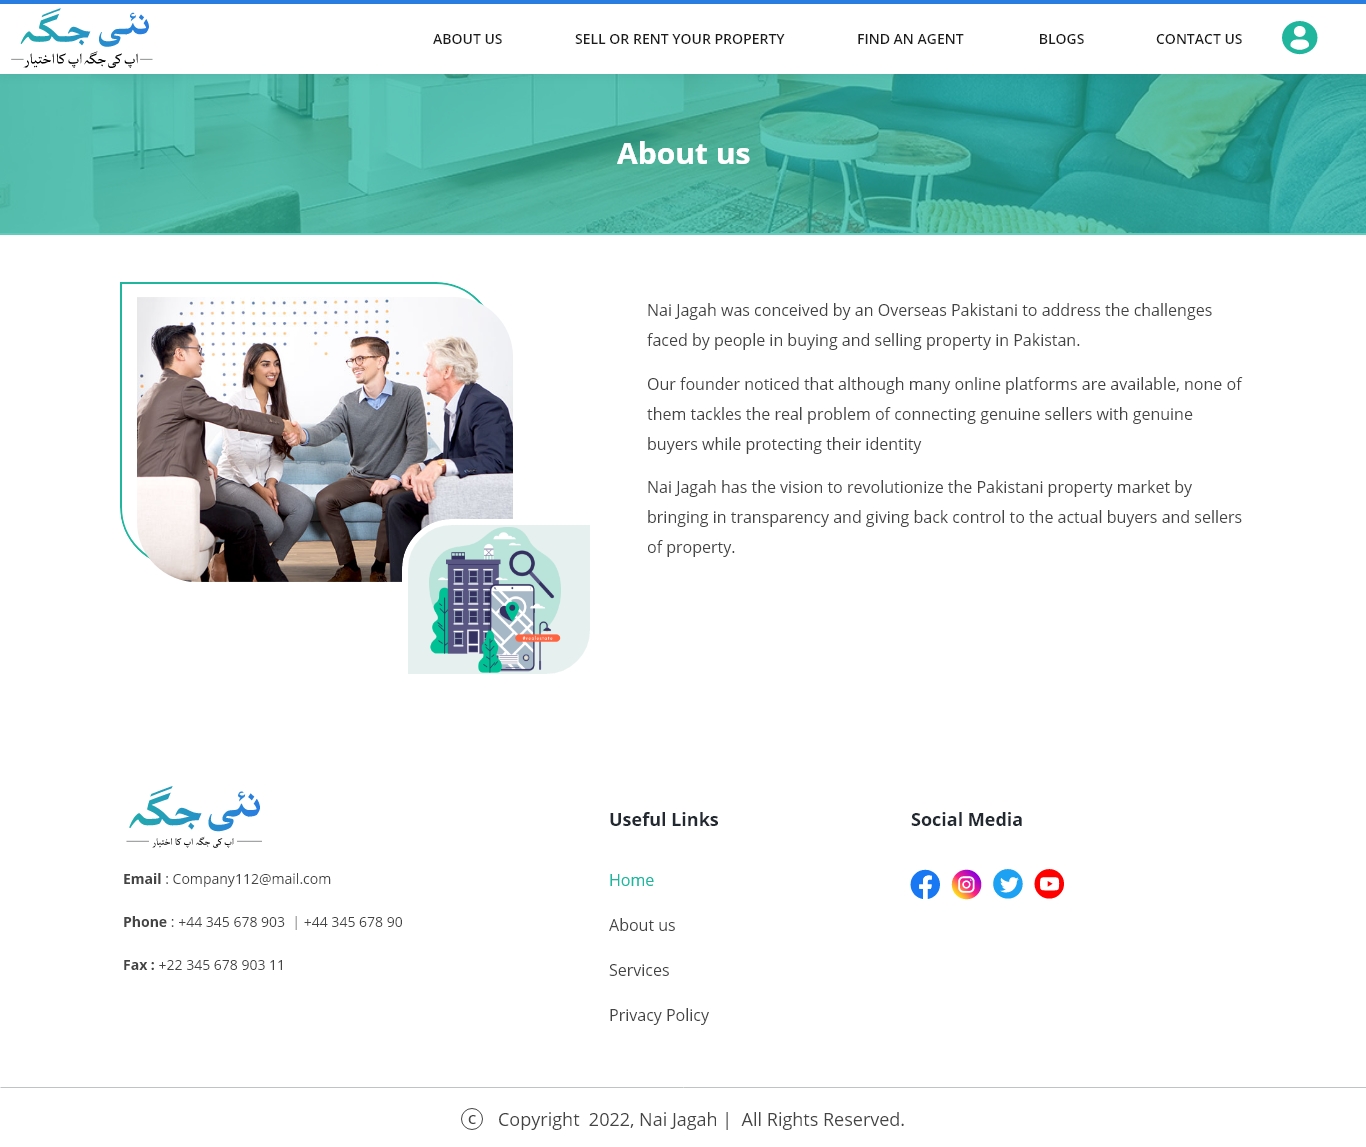 نئی جگہ
اپ کی جگہ اپ کا اختیار
ABOUT US
SELL OR RENT YOUR PROPERTY
FIND AN AGENT
BLOGS
CONTACT US
About us
Nai Jagah was conceived by an Overseas Pakistani to address the challenges
faced by people in buying and selling property in Pakistan.
Our founder noticed that although many online platforms are available, none of
them tackles the real problem of connecting genuine sellers with genuine
buyers while protecting their identity
Nai Jagah has the vision to revolutionize the Pakistani property market by
bringing in transparency and giving back control to the actual buyers and sellers
of property.
#realestate
نئی جگہ
اپ کی جگہ اپ کا اختیار
Email : Company112@mail.com
Phone : +44 345 678 903 | +44 345 678 90
Fax : +22 345 678 903 11
Useful Links
Home
About us
Services
Privacy Policy
Social Media
© Copyright 2022, Nai Jagah | All Rights Reserved.